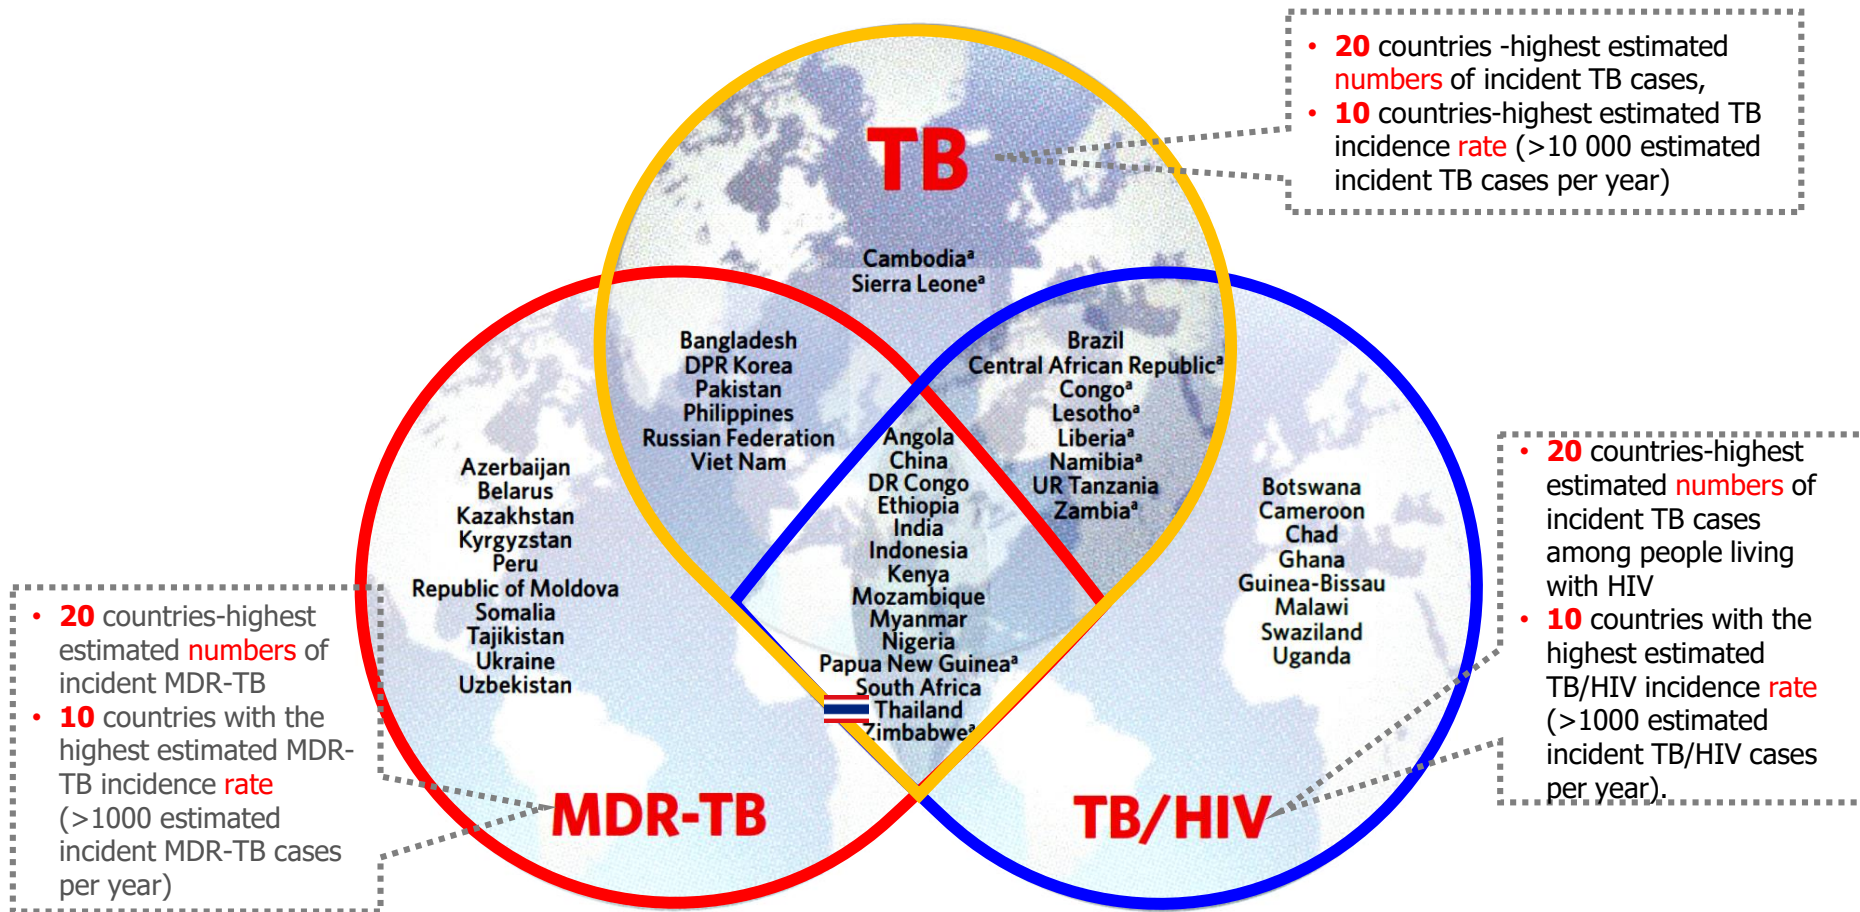 • 20 countries -highest estimated
numbers of incident TB cases,
• 10 countries-highest estimated TB
incidence rate (>10 000 estimated
incident TB cases per year)
TB
Cambodiaª
Sierra Leoneª
Bangladesh
DPR Korea
Pakistan
Philippines
Russian Federation
Viet Nam
Brazil
Central African Republicª
Congoª
Lesothoª
Liberiaª
Namibiaª
UR Tanzania
Zambiaª
Angola
China
DR Congo
Ethiopia
India
Indonesia
Kenya
Mozambique
Myanmar
Nigeria
Papua New Guineaª
South Africa
Thailand
Zimbabweª
Azerbaijan
Belarus
Kazakhstan
Kyrgyzstan
Peru
Republic of Moldova
Somalia
Tajikistan
Ukraine
Uzbekistan
Botswana
Cameroon
Chad
Ghana
Guinea-Bissau
Malawi
Swaziland
Uganda
• 20 countries-highest
estimated numbers of
incident TB cases
among people living
with HIV
• 10 countries with the
highest estimated
TB/HIV incidence rate
(>1000 estimated
incident TB/HIV cases
per year).
• 20 countries-highest
estimated numbers of
incident MDR-TB
• 10 countries with the
highest estimated MDR-
TB incidence rate
(>1000 estimated
incident MDR-TB cases
per year)
MDR-TB
TB/HIV